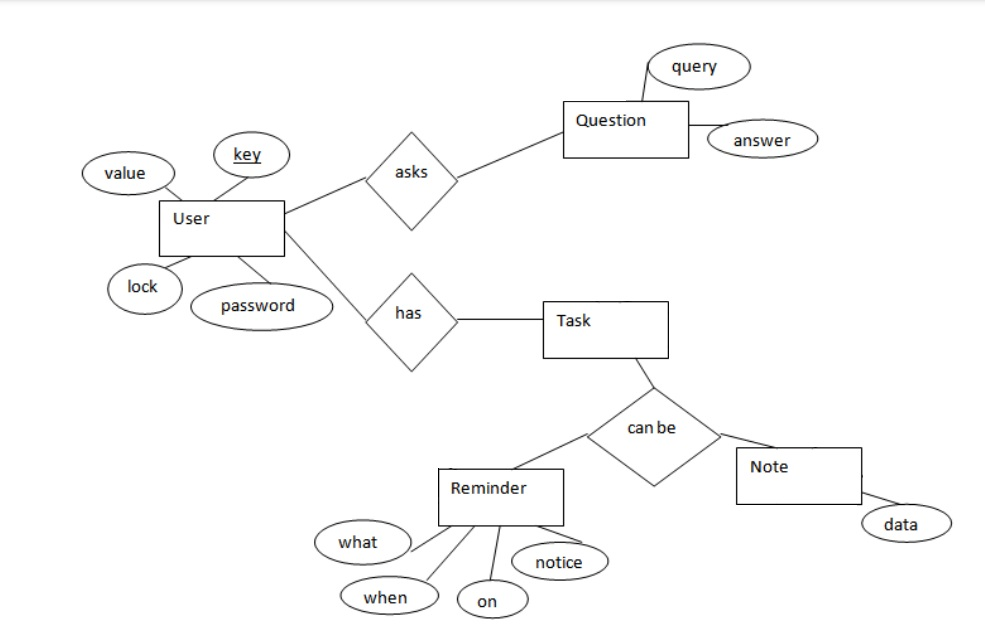 query
Question
answer
key
value
asks
User
lock
password
has
Task
can be
Note
Reminder
data
what
notice
when
on